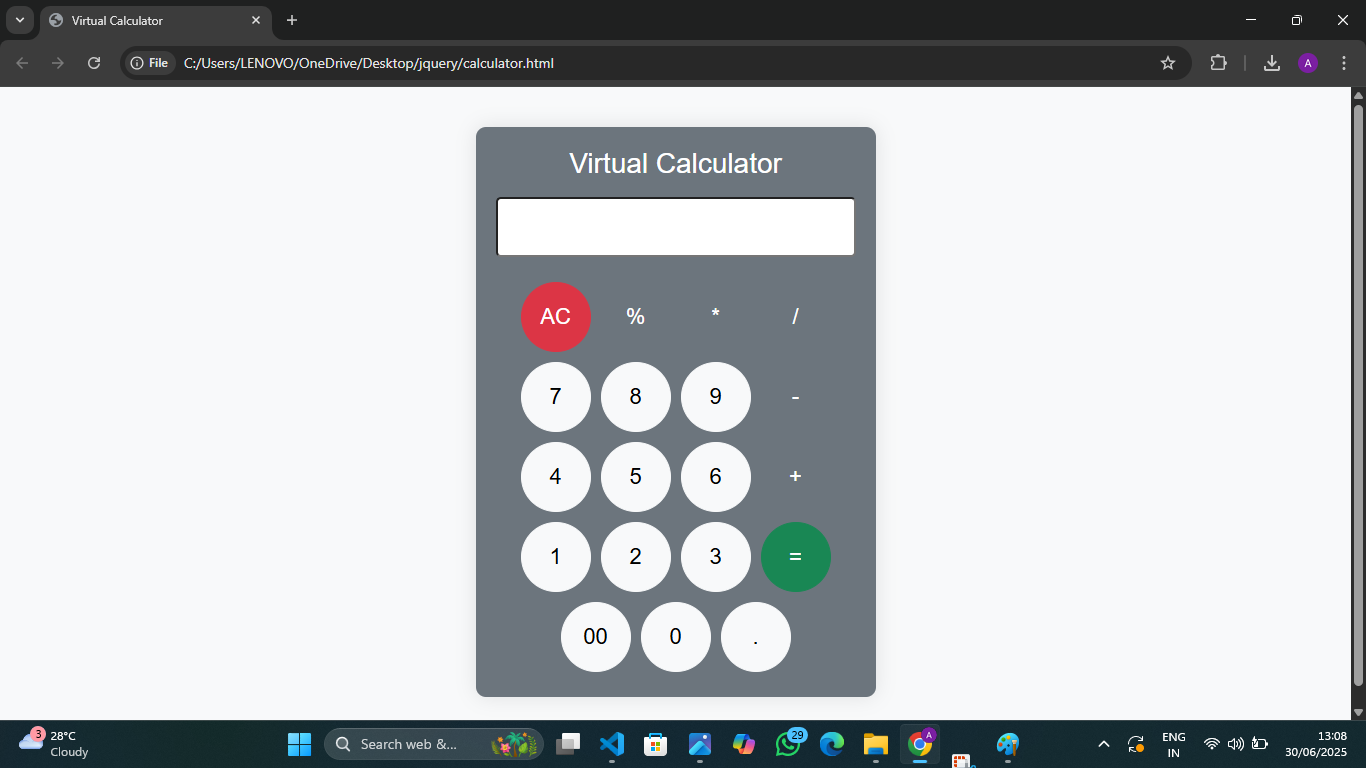 Virtual Calculator
File C:/Users/LENOVO/OneDrive/Desktop/jquery/calculator.html
A
Virtual Calculator
AC % * /
7 8 9 -
4 5 6 +
1 2 3 =
00 0 .
3 28°C
Cloudy
Search web &...
29
A
ENG
IN
13:08
30/06/2025